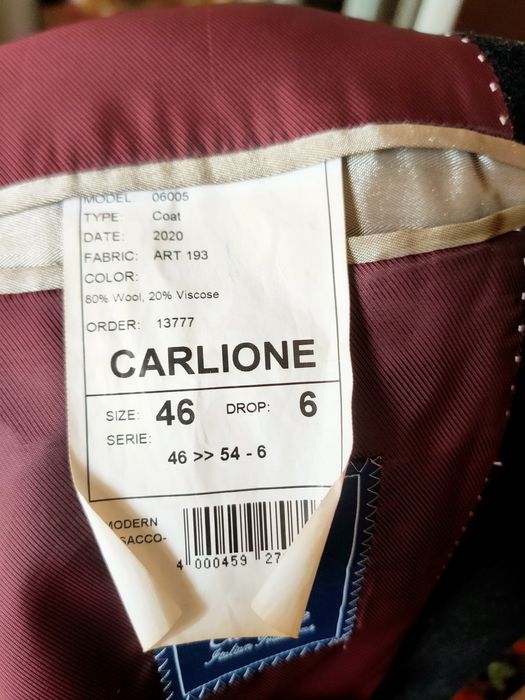 MODEL: 06005
TYPE: Coat
DATE: 2020
FABRIC: ART 193
COLOR:
80% Wool, 20% Viscose
ORDER: 13777
CARLIONE
SIZE: 46 DROP: 6
SERIE:
46 >> 54 - 6
MODERN
SACCO-
4 000459 27
Italian